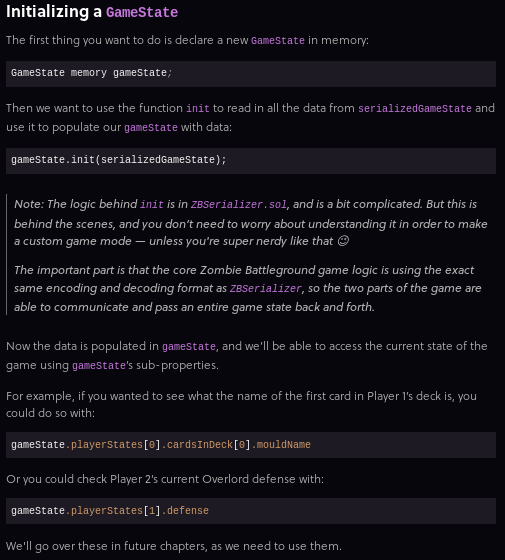 Initializing a GameState
The first thing you want to do is declare a new GameState in memory:
GameState memory gameState;
Then we want to use the function init to read in all the data from serializedGameState and
use it to populate our gameState with data:
gameState.init(serializedGameState);
Note: The logic behind init is in ZBSerializer.sol, and is a bit complicated. But this is
behind the scenes, and you don't need to worry about understanding it in order to make
a custom game mode — unless you're super nerdy like that 😉
The important part is that the core Zombie Battleground game logic is using the exact
same encoding and decoding format as ZBSerializer, so the two parts of the game are
able to communicate and pass an entire game state back and forth.
Now the data is populated in gameState, and we'll be able to access the current state of the
game using gameState's sub-properties.
For example, if you wanted to see what the name of the first card in Player 1's deck is, you
could do so with:
gameState.playerStates[0].cardsInDeck[0].mouldName
Or you could check Player 2's current Overlord defense with:
gameState.playerStates[1].defense
We'll go over these in future chapters, as we need to use them.